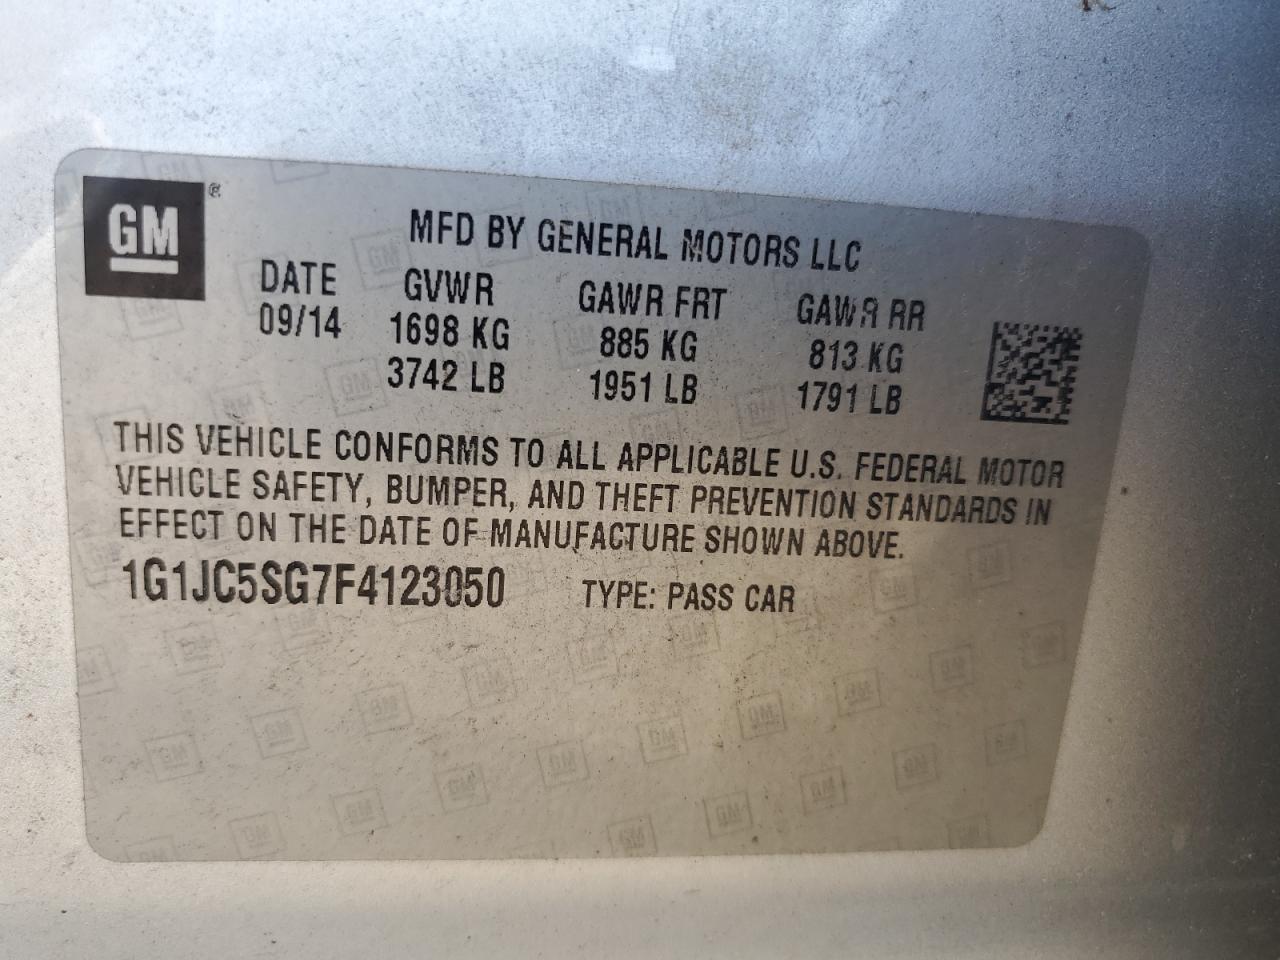 GM®
MFD BY GENERAL MOTORS LLC
DATE GVWR GAWR FRT GAWR RR
09/14 1698 KG 885 KG 813 KG
3742 LB 1951 LB 1791 LB
THIS VEHICLE CONFORMS TO ALL APPLICABLE U.S. FEDERAL MOTOR
VEHICLE SAFETY, BUMPER, AND THEFT PREVENTION STANDARDS IN
EFFECT ON THE DATE OF MANUFACTURE SHOWN ABOVE.
1G1JC5SG7F4123050 TYPE: PASS CAR